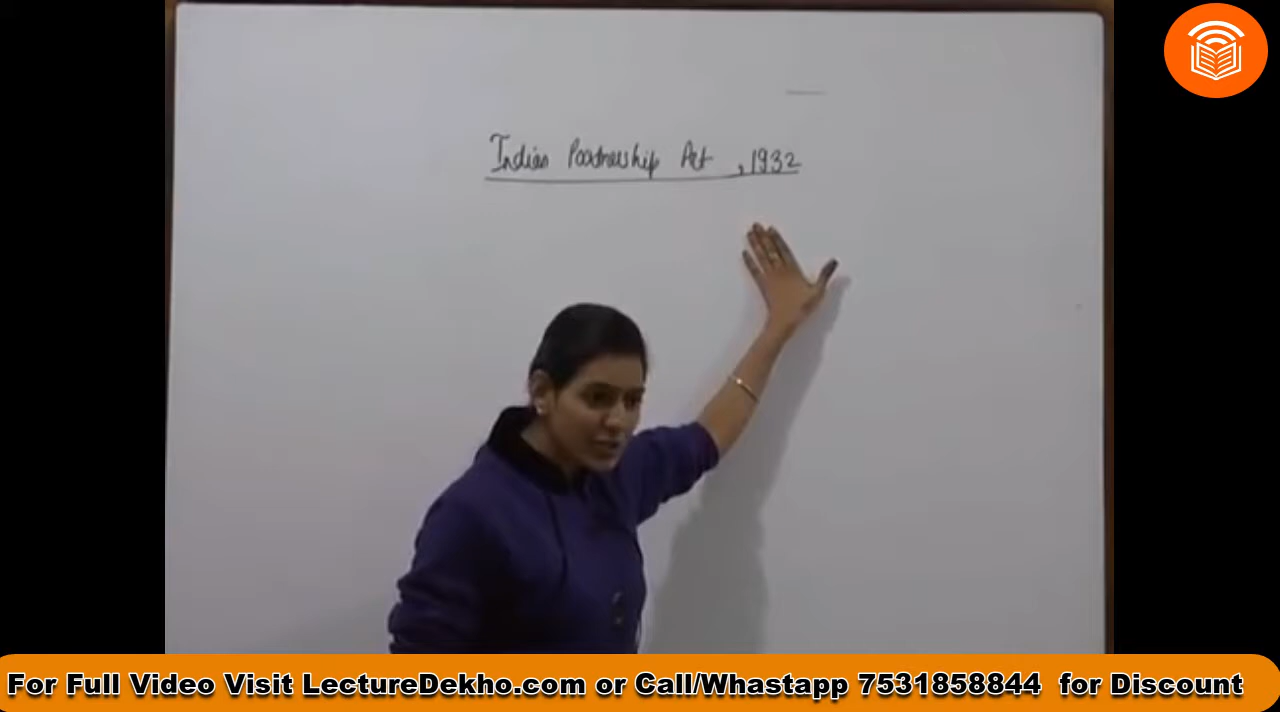 Indian Partnership Act , 1932
For Full Video Visit LectureDekho.com or Call/Whastapp 7531858844 for Discount